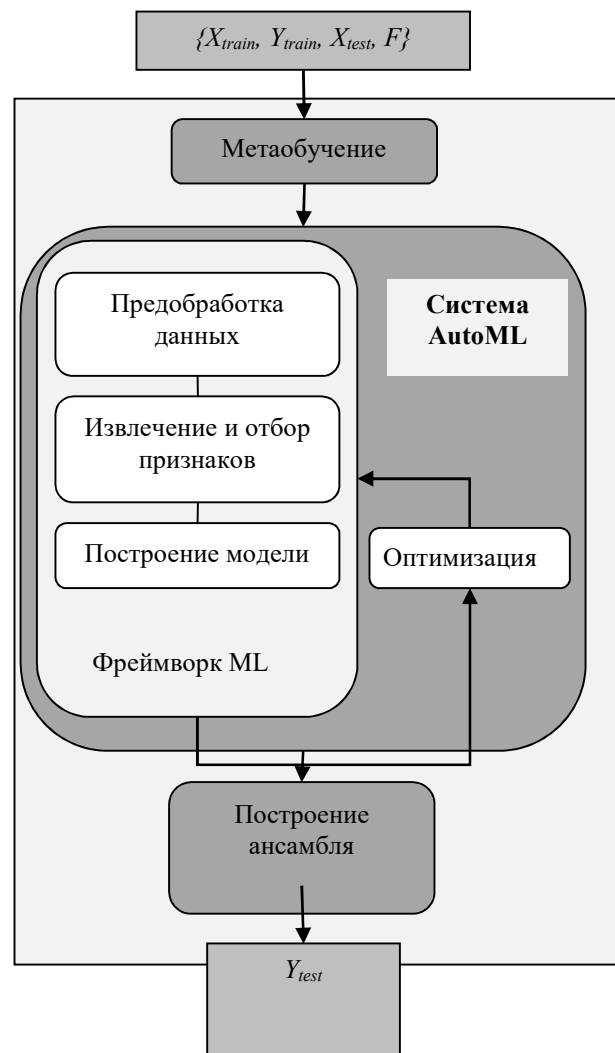 {Xtrain, Ytrain, Xtest, F}
Метаобучение
Предобработка
данных
Система
AutoML
Извлечение и отбор
признаков
Построение модели
Оптимизация
Фреймворк ML
Построение
ансамбля
Ytest